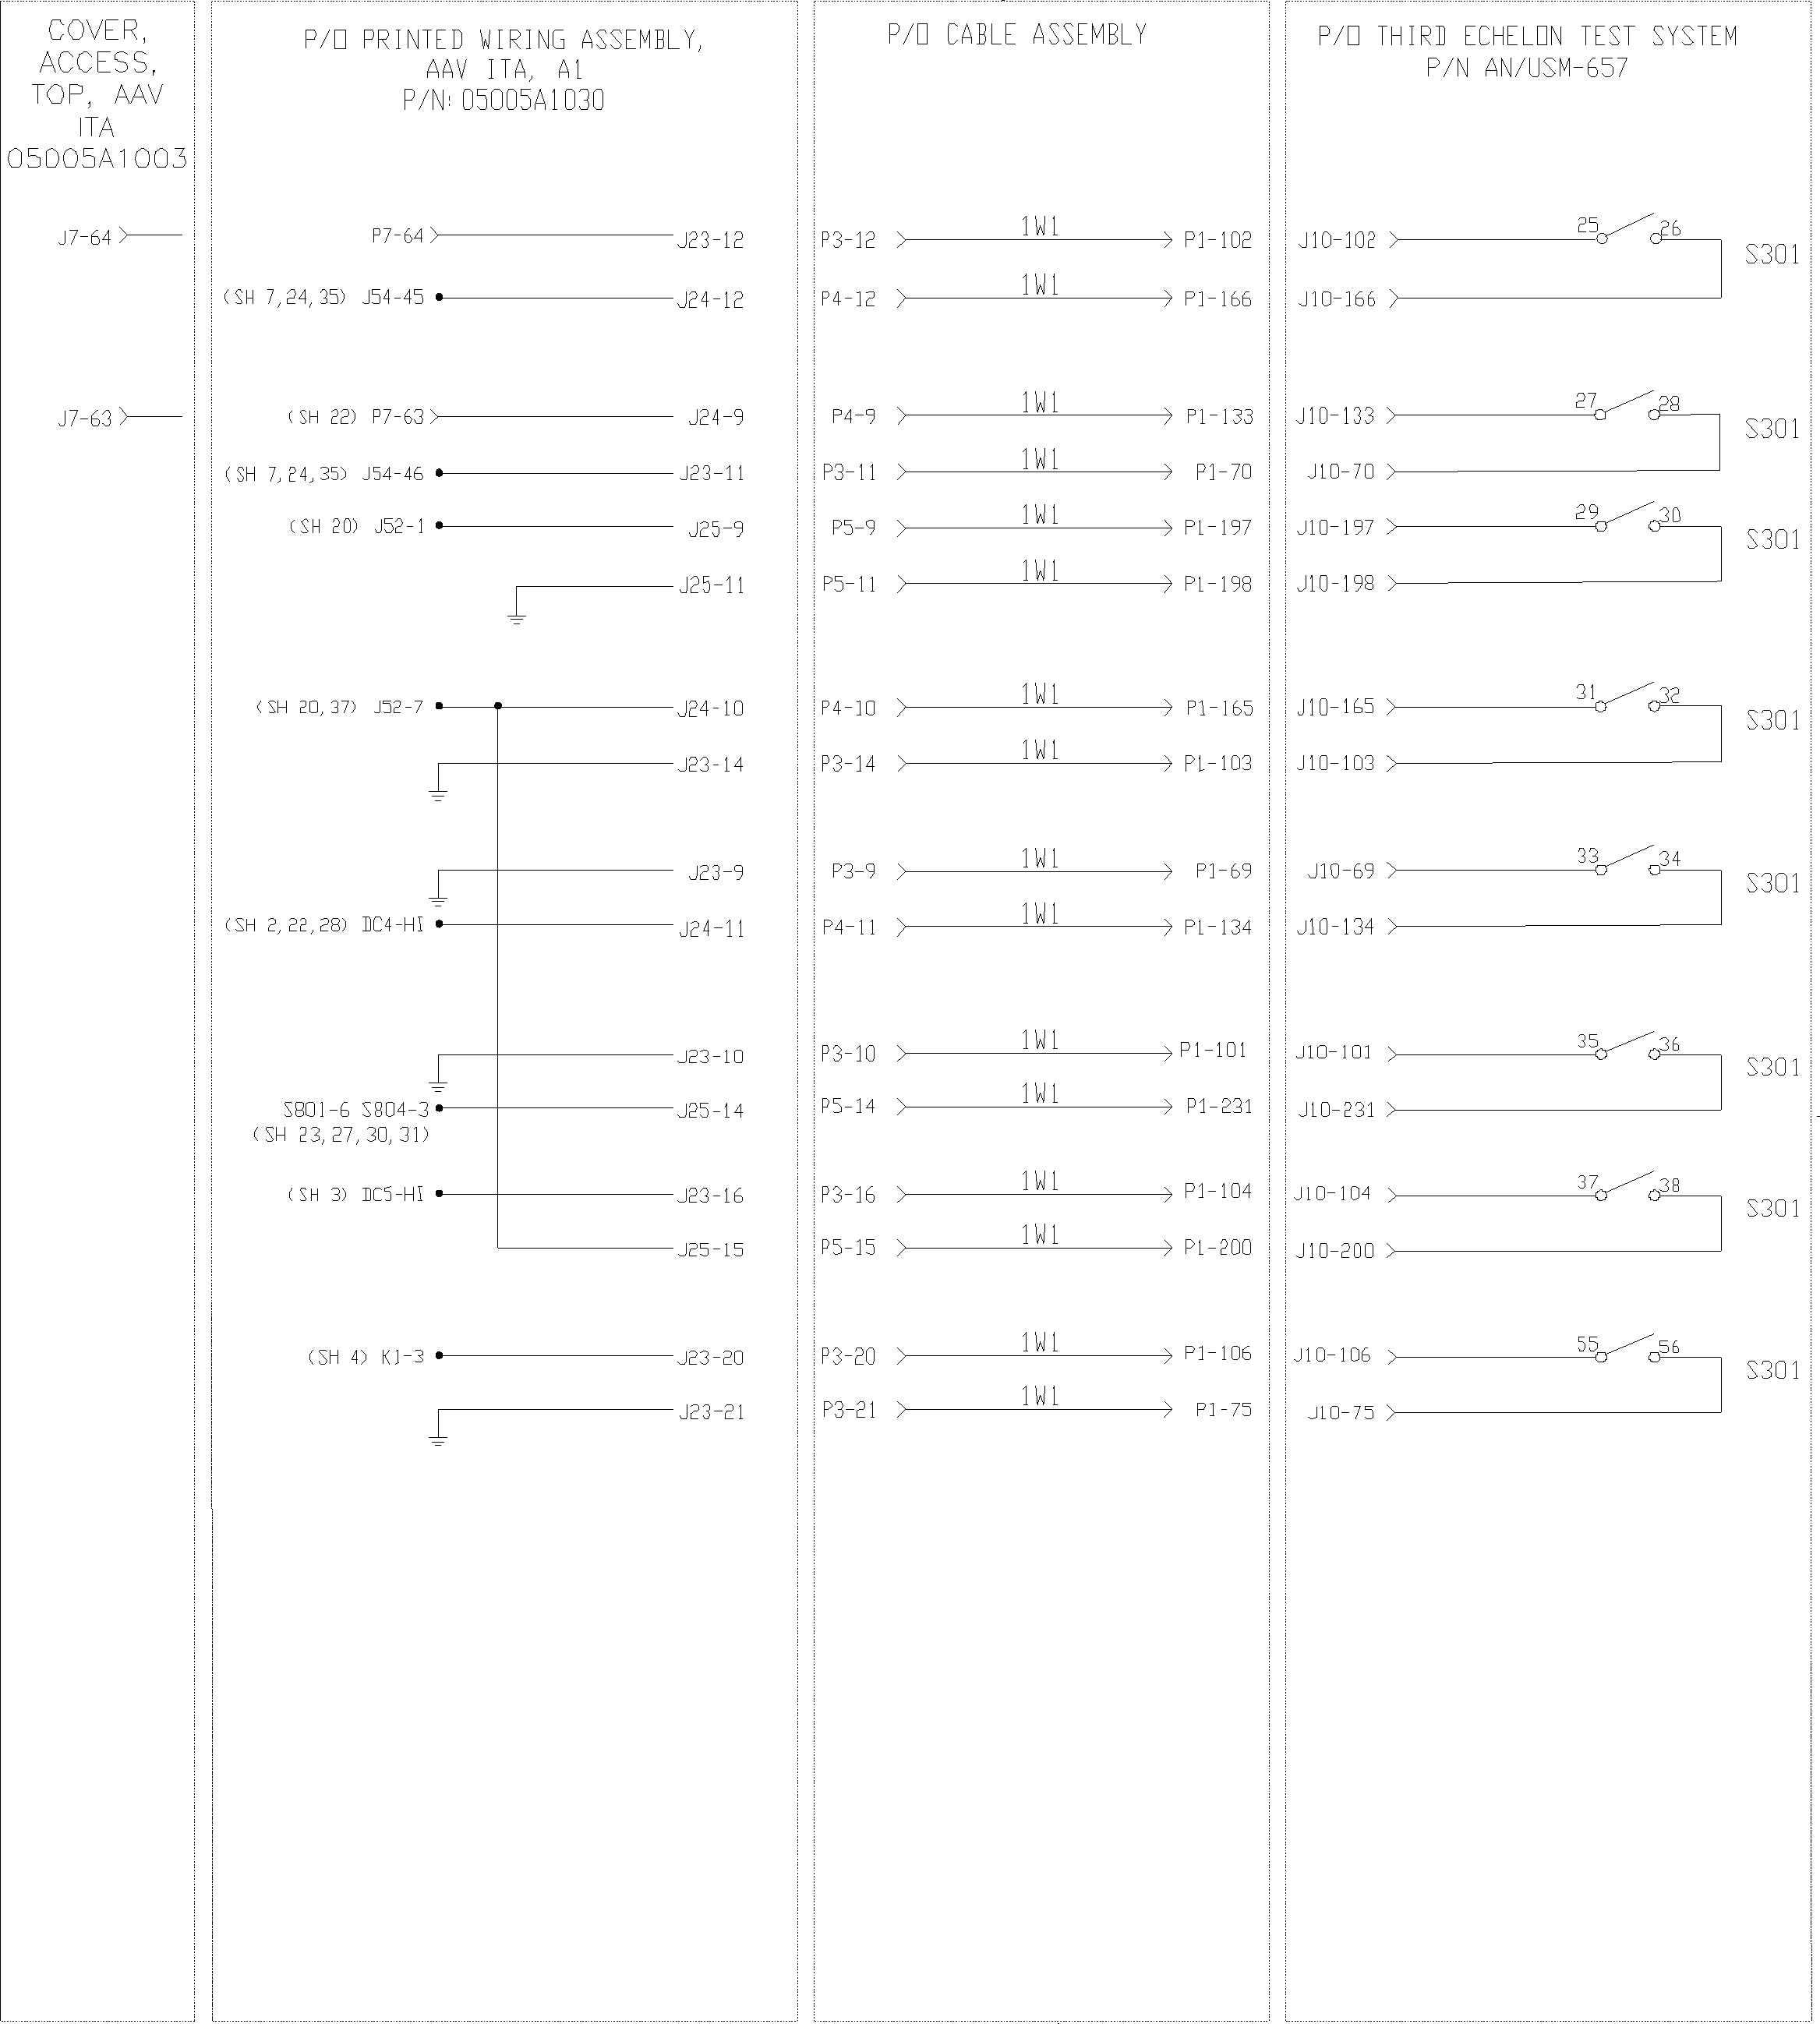 COVER,
ACCESS,
TOP, AAV
ITA
05005A1003
P/O PRINTED WIRING ASSEMBLY,
AAV ITA, A1
P/N: 05005A1030
P/O CABLE ASSEMBLY
P/O THIRD ECHELON TEST SYSTEM
P/N AN/USM-657
J7-64 P7-64 J23-12 P3-12 1W1 P1-102 J10-102 25 26 S301
(SH 7,24,35) J54-45 J24-12 P4-12 1W1 P1-166 J10-166
J7-63 (SH 22) P7-63 J24-9 P4-9 1W1 P1-133 J10-133 27 28 S301
(SH 7,24,35) J54-46 J23-11 P3-11 1W1 P1-70 J10-70
(SH 20) J52-1 J25-9 P5-9 1W1 P1-197 J10-197 29 30 S301
J25-11 P5-11 1W1 P1-198 J10-198
(SH 20,37) J52-7 J24-10 P4-10 1W1 P1-165 J10-165 31 32 S301
J23-14 P3-14 1W1 P1-103 J10-103
J23-9 P3-9 1W1 P1-69 J10-69 33 34 S301
(SH 2,22,28) DC4-HI J24-11 P4-11 1W1 P1-134 J10-134
J23-10 P3-10 1W1 P1-101 J10-101 35 36 S301
S801-6 S804-3 J25-14 P5-14 1W1 P1-231 J10-231
(SH 23,27,30,31)
(SH 3) DC5-HI J23-16 P3-16 1W1 P1-104 J10-104 37 38 S301
J25-15 P5-15 1W1 P1-200 J10-200
(SH 4) K1-3 J23-20 P3-20 1W1 P1-106 J10-106 55 56 S301
J23-21 P3-21 1W1 P1-75 J10-75